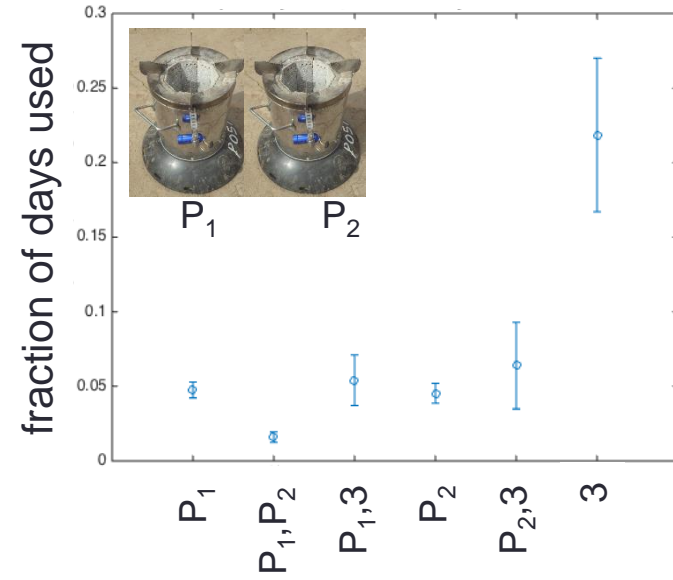 fraction of days used
0.3
0.25
0.2
0.15
0.1
0.05
0
P₁
P₂
P₁
P₁,P₂
P₁,3
P₂
P₂,3
3